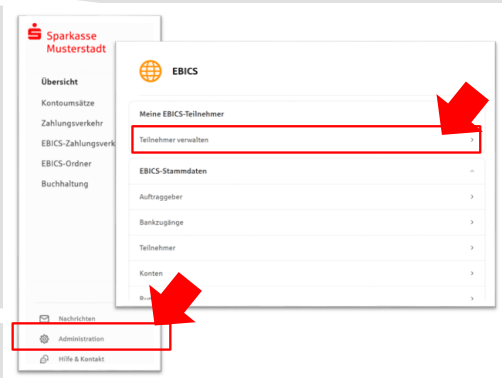 Sparkasse
Musterstadt
Übersicht
Kontoumsätze
Zahlungsverkehr
EBICS-Zahlungsverk
EBICS-Ordner
Buchhaltung
Nachrichten
Administration
Hilfe & Kontakt
EBICS
Meine EBICS-Teilnehmer
Teilnehmer verwalten
EBICS-Stammdaten
Auftraggeber
Bankzugänge
Teilnehmer
Konten